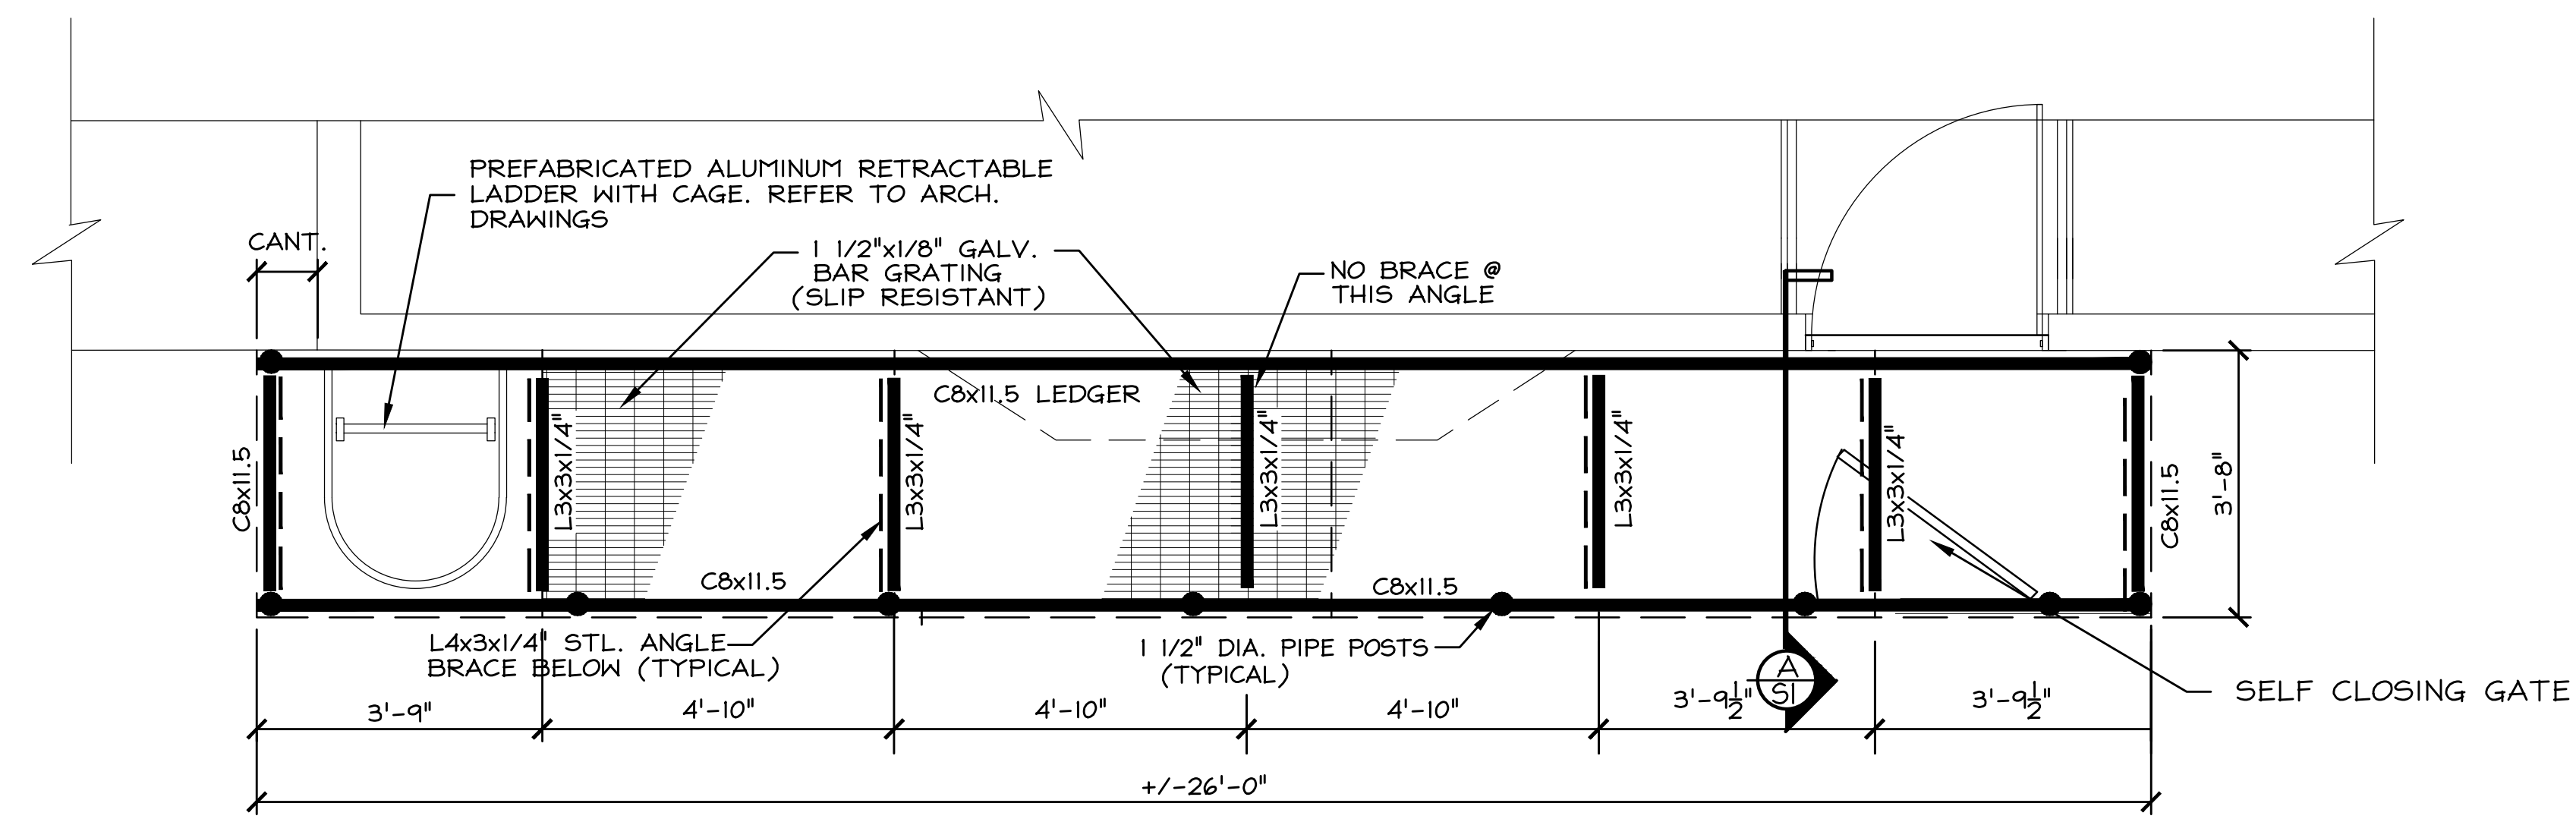 PREFABRICATED ALUMINUM RETRACTABLE
LADDER WITH CAGE. REFER TO ARCH.
DRAWINGS
CANT.
1 1/2"x1/8" GALV.
BAR GRATING
(SLIP RESISTANT)
NO BRACE @
THIS ANGLE
C8x11.5 LEDGER
C8x11.5
L3x3x1/4"
L3x3x1/4"
L3x3x1/4"
L3x3x1/4"
L3x3x1/4"
C8x11.5
3'-8"
C8x11.5
C8x11.5
L4x3x1/4" STL. ANGLE
BRACE BELOW (TYPICAL)
1 1/2" DIA. PIPE POSTS
(TYPICAL)
A
S1
SELF CLOSING GATE
3'-9"
4'-10"
4'-10"
4'-10"
3'-9 1/2"
3'-9 1/2"
+/-26'-0"